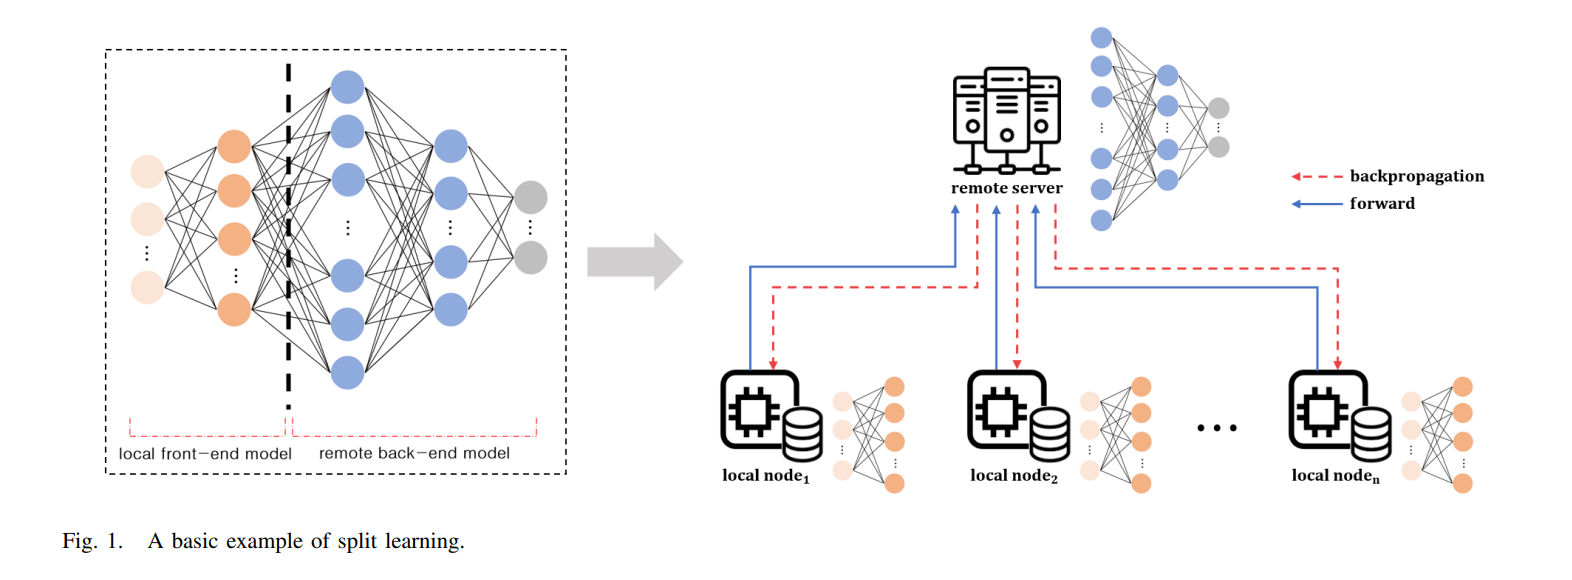 local front-end model
remote back-end model
remote server
backpropagation
forward
local node₁
local node₂
local nodeₙ
Fig. 1. A basic example of split learning.